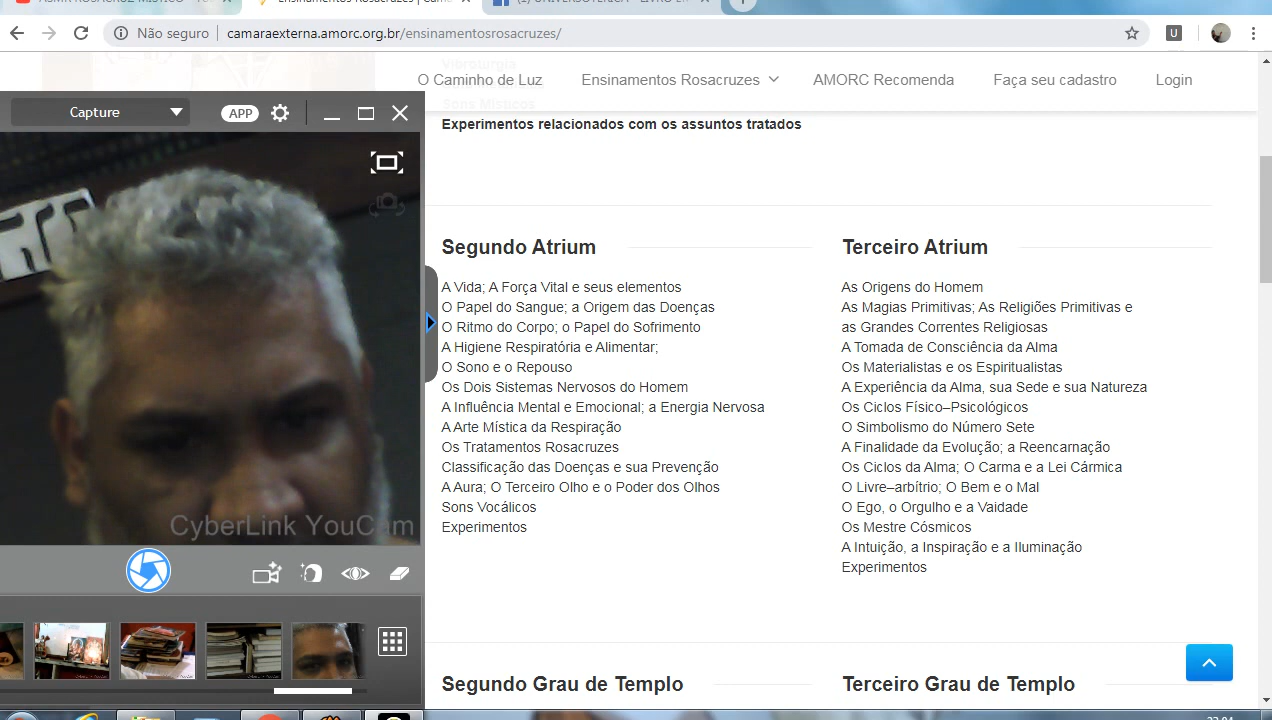 Não seguro
camaraexterna.amorc.org.br/ensinamentosrosacruzes/
U
O Caminho de Luz
Ensinamentos Rosacruzes
AMORC Recomenda
Faça seu cadastro
Login
Vibroturgia
Sons Místicos
Experimentos relacionados com os assuntos tratados
Capture
APP
CyberLink YouCam
Segundo Atrium
A Vida; A Força Vital e seus elementos
O Papel do Sangue; a Origem das Doenças
O Ritmo do Corpo; o Papel do Sofrimento
A Higiene Respiratória e Alimentar;
O Sono e o Repouso
Os Dois Sistemas Nervosos do Homem
A Influência Mental e Emocional; a Energia Nervosa
A Arte Mística da Respiração
Os Tratamentos Rosacruzes
Classificação das Doenças e sua Prevenção
A Aura; O Terceiro Olho e o Poder dos Olhos
Sons Vocálicos
Experimentos
Terceiro Atrium
As Origens do Homem
As Magias Primitivas; As Religiões Primitivas e
as Grandes Correntes Religiosas
A Tomada de Consciência da Alma
Os Materialistas e os Espiritualistas
A Experiência da Alma, sua Sede e sua Natureza
Os Ciclos Físico–Psicológicos
O Simbolismo do Número Sete
A Finalidade da Evolução; a Reencarnação
Os Ciclos da Alma; O Carma e a Lei Cármica
O Livre–arbítrio; O Bem e o Mal
O Ego, o Orgulho e a Vaidade
Os Mestre Cósmicos
A Intuição, a Inspiração e a Iluminação
Experimentos
Segundo Grau de Templo
Terceiro Grau de Templo